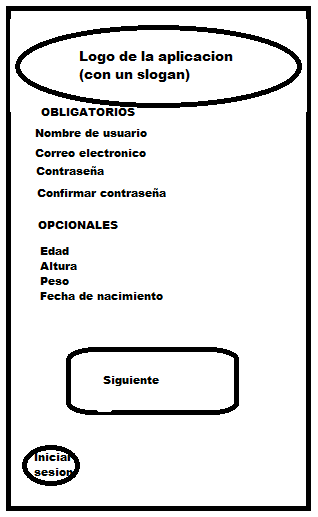 Logo de la aplicacion
(con un slogan)
OBLIGATORIOS
Nombre de usuario
Correo electronico
Contraseña
Confirmar contraseña
OPCIONALES
Edad
Altura
Peso
Fecha de nacimiento
Siguiente
Inicial
sesion